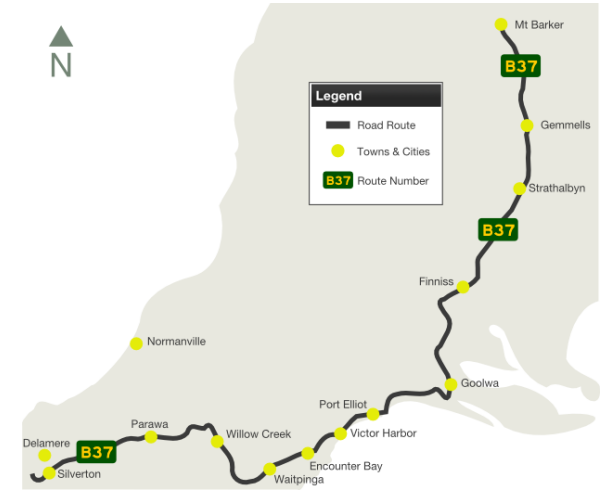 Mt Barker
B37
N
Legend
Road Route
Towns & Cities
B37 Route Number
Gemmells
Strathalbyn
B37
Finniss
Normanville
Goolwa
Port Elliot
Parawa
Willow Creek
Victor Harbor
Delamere
B37
Encounter Bay
Silverton
Waitpinga